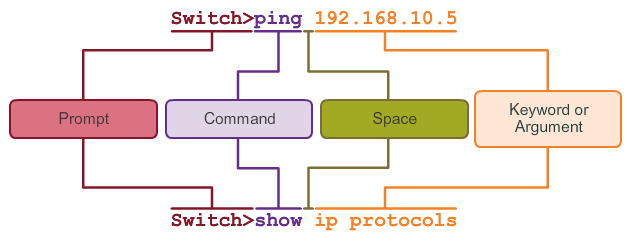 Switch>ping 192.168.10.5
Prompt
Command
Space
Keyword or
Argument
Switch>show ip protocols